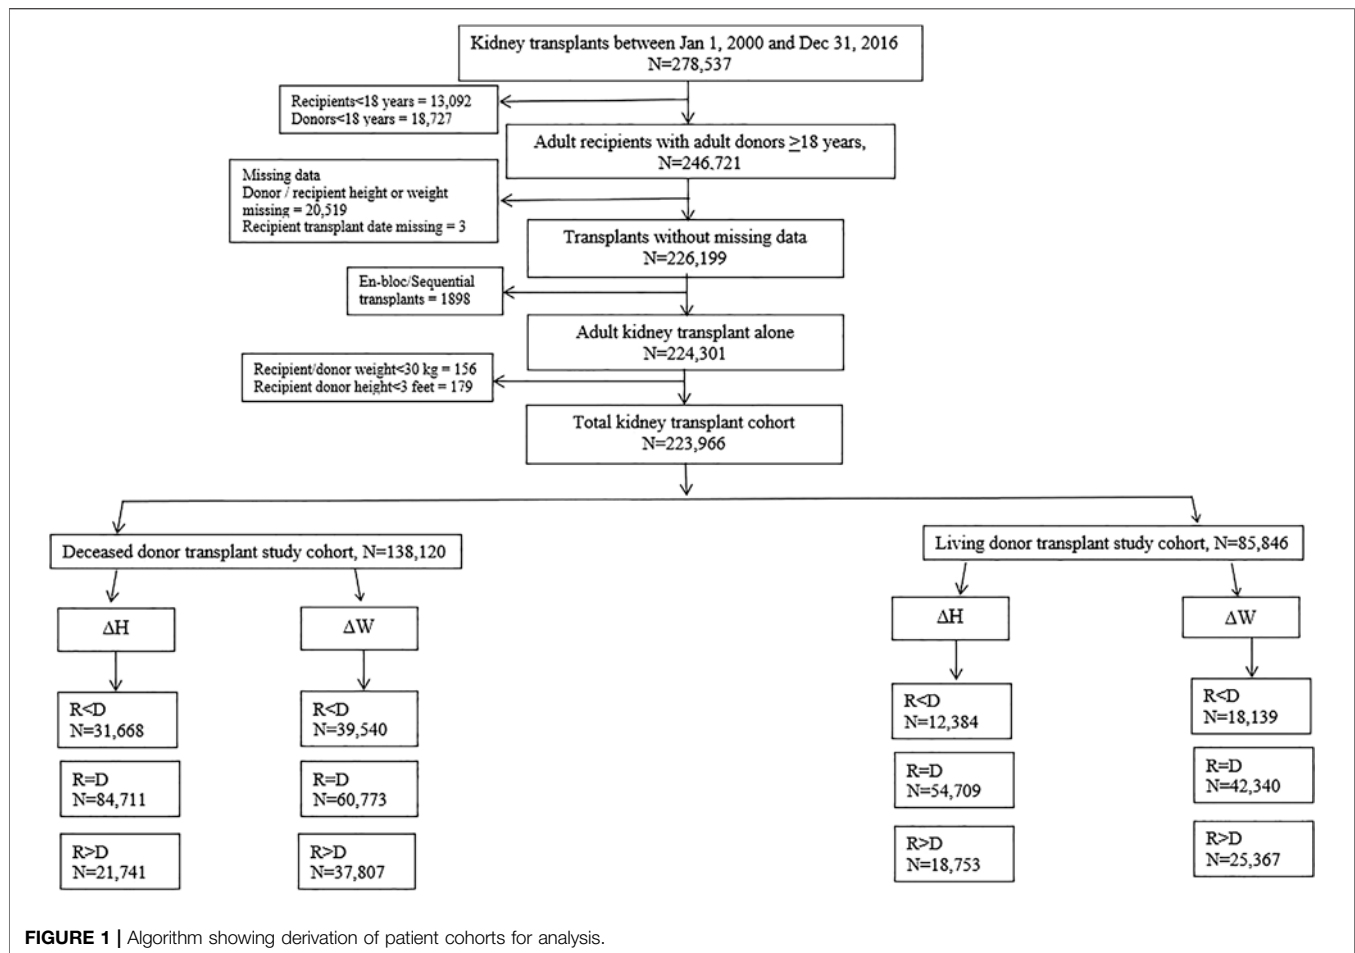 Kidney transplants between Jan 1, 2000 and Dec 31, 2016
N=278,537
Recipients<18 years = 13,092
Donors<18 years = 18,727
Adult recipients with adult donors ≥18 years,
N=246,721
Missing data
Donor / recipient height or weight
missing = 20,519
Recipient transplant date missing = 3
Transplants without missing data
N=226,199
En-bloc/Sequential
transplants = 1898
Adult kidney transplant alone
N=224,301
Recipient/donor weight<30 kg = 156
Recipient donor height<3 feet = 179
Total kidney transplant cohort
N=223,966
Deceased donor transplant study cohort, N=138,120
Living donor transplant study cohort, N=85,846
ΔH
ΔW
ΔH
ΔW
R<D
N=31,668
R<D
N=39,540
R<D
N=12,384
R<D
N=18,139
R=D
N=84,711
R=D
N=60,773
R=D
N=54,709
R=D
N=42,340
R>D
N=21,741
R>D
N=37,807
R>D
N=18,753
R>D
N=25,367
FIGURE 1 | Algorithm showing derivation of patient cohorts for analysis.